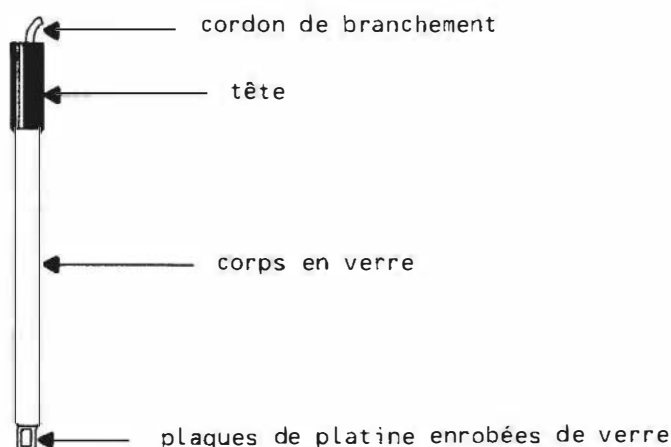 cordon de branchement
tête
corps en verre
plaques de platine enrobées de verre